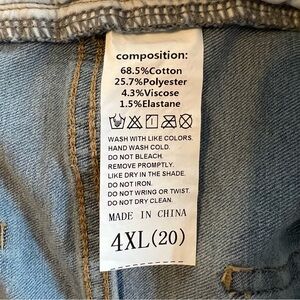 composition:
68.5%Cotton
25.7%Polyester
4.3%Viscose
1.5%Elastane
WASH WITH LIKE COLORS.
HAND WASH COLD.
DO NOT BLEACH.
REMOVE PROMPTLY.
LIKE DRY IN THE SHADE.
DO NOT IRON.
DO NOT WRING OR TWIST.
DO NOT DRY CLEAN.
MADE IN CHINA
4XL(20)